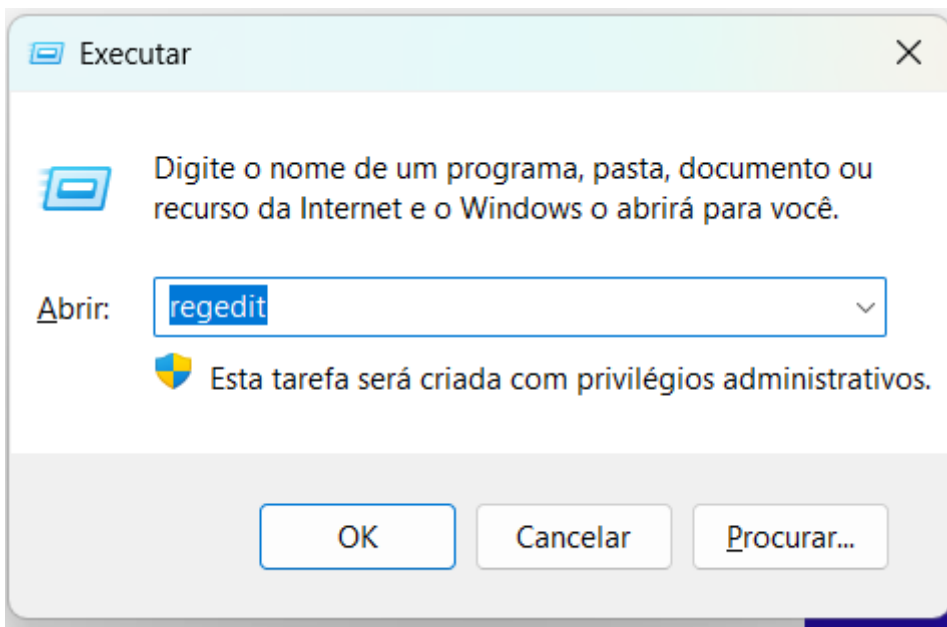 Executar
Digite o nome de um programa, pasta, documento ou
recurso da Internet e o Windows o abrirá para você.
Abrir: regedit
Esta tarefa será criada com privilégios administrativos.
OK Cancelar Procurar...